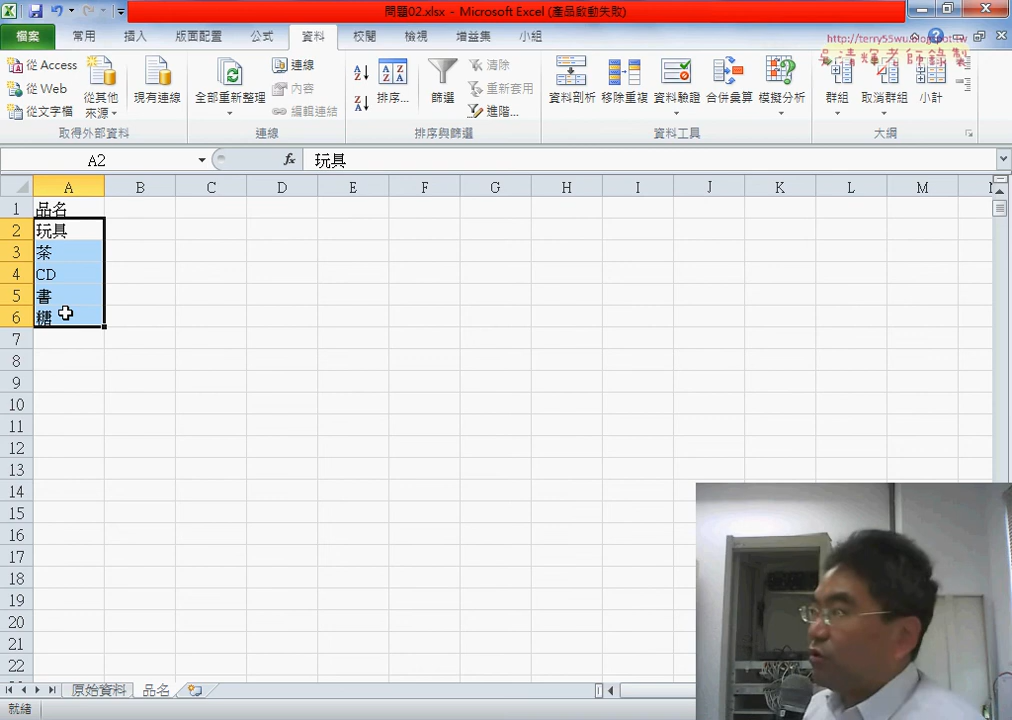 問題02.xlsx - Microsoft Excel (產品啟動失敗)
檔案 常用 插入 版面配置 公式 資料 校閱 檢視 增益集 小組
http://terry55wu.blogspot
吳清輝老師錄製
從 Access
從 Web
從文字檔
從其他來源
現有連線
取得外部資料
全部重新整理
連線
內容
編輯連結
連線
排序...
篩選
清除
重新套用
進階...
排序與篩選
資料剖析 移除重複 資料驗證 合併彙算 模擬分析
資料工具
群組 取消群組 小計
大綱
A2 fx 玩具
A B C D E F G H I J K L M
1 品名
2 玩具
3 茶
4 CD
5 書
6 糖
7
8
9
10
11
12
13
14
15
16
17
18
19
20
21
22
原始資料 品名
就緒